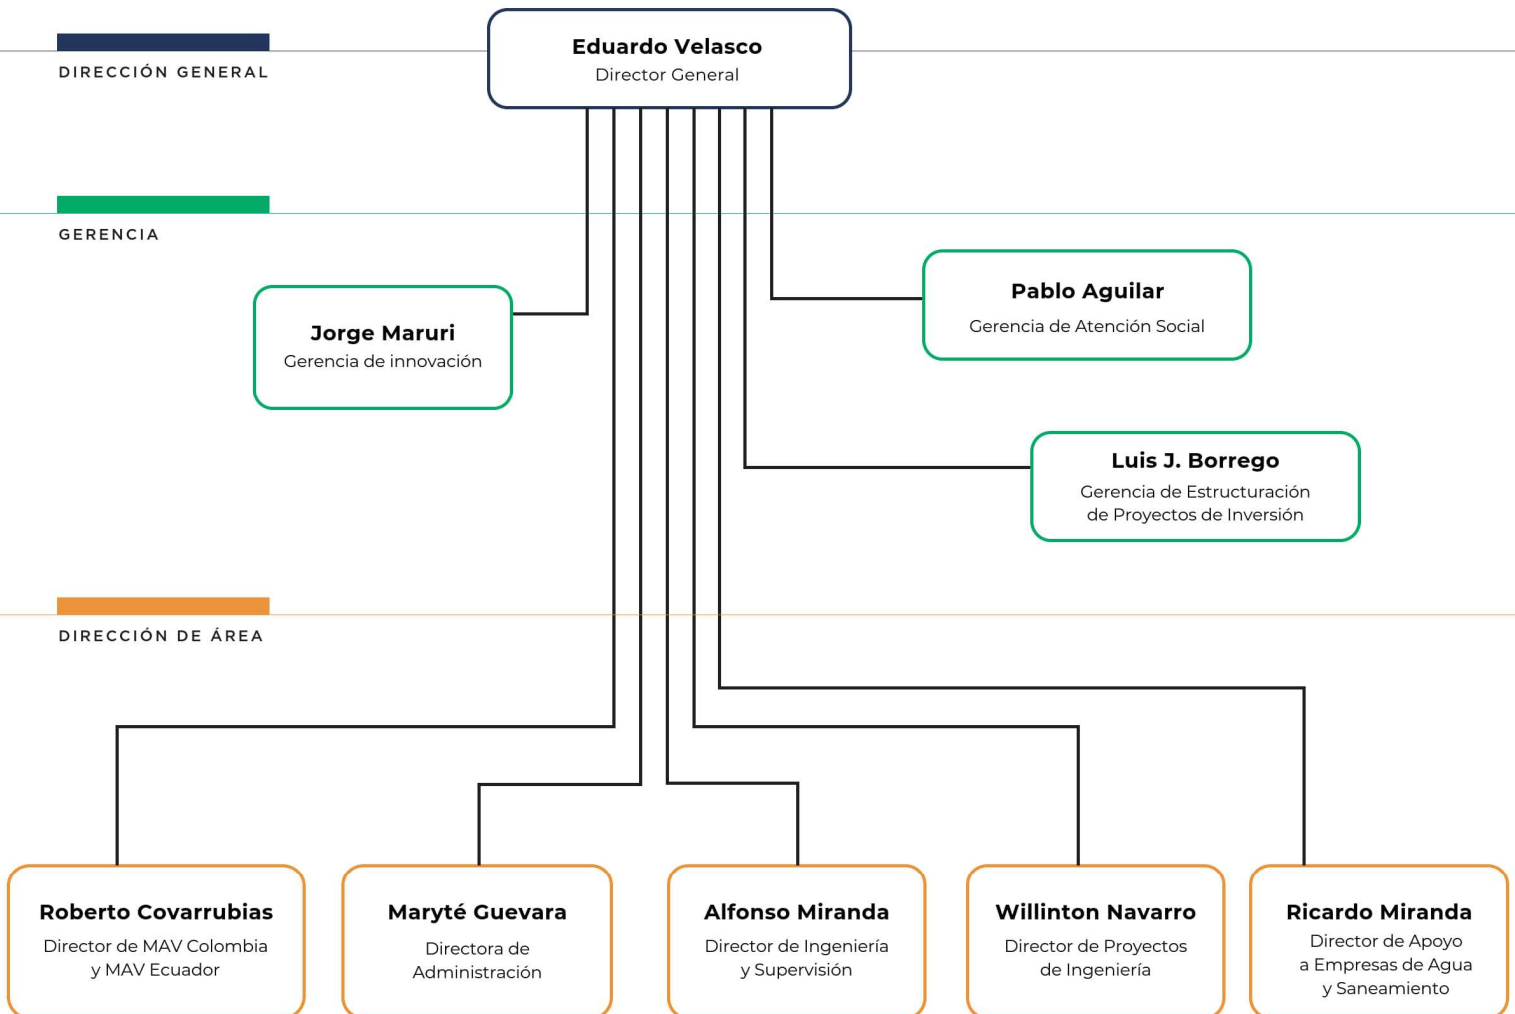 Eduardo Velasco
Director General
DIRECCIÓN GENERAL
GERENCIA
Pablo Aguilar
Gerencia de Atención Social
Jorge Maruri
Gerencia de innovación
Luis J. Borrego
Gerencia de Estructuración
de Proyectos de Inversión
DIRECCIÓN DE ÁREA
Roberto Covarrubias
Director de MAV Colombia
y MAV Ecuador
Maryté Guevara
Directora de
Administración
Alfonso Miranda
Director de Ingeniería
y Supervisión
Willinton Navarro
Director de Proyectos
de Ingeniería
Ricardo Miranda
Director de Apoyo
a Empresas de Agua
y Saneamiento